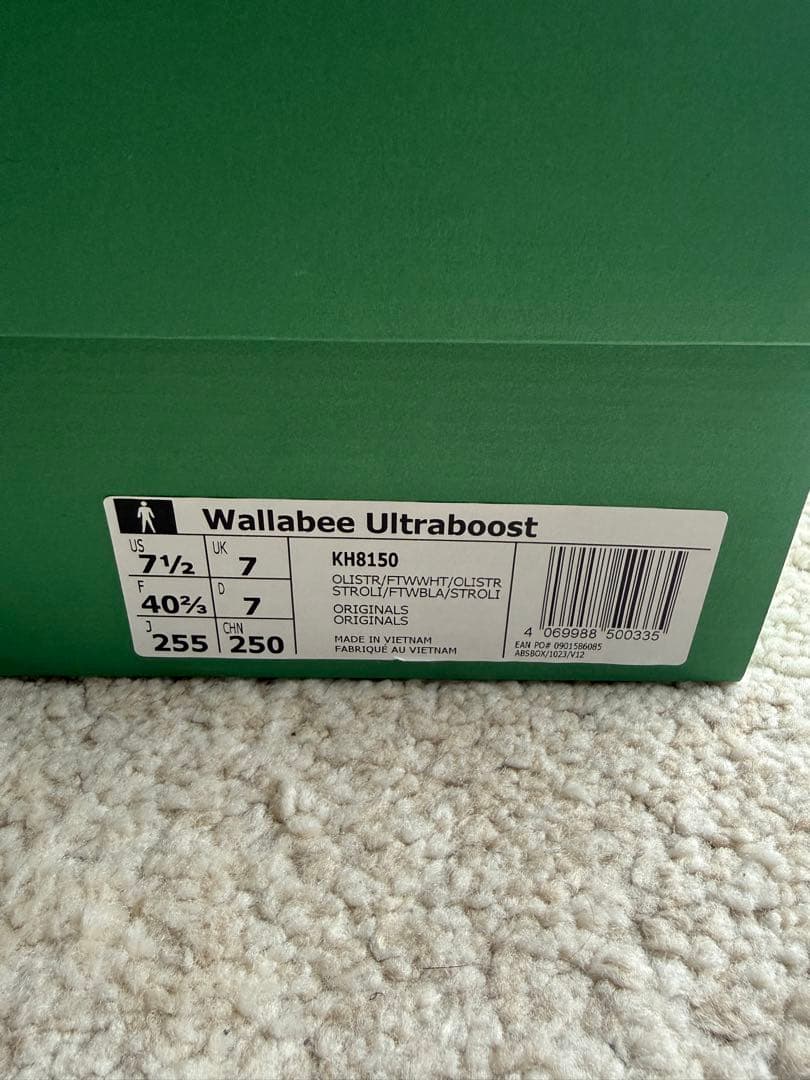 Wallabee Ultraboost
US
7½
UK
7
F
40⅔
D
7
J
255
CHN
250
KH8150
OLISTR/FTWWHT/OLISTR
STROLI/FTWBLA/STROLI
ORIGINALS
ORIGINALS
MADE IN VIETNAM
FABRIQUÉ AU VIETNAM
4 069988 500335
EAN PO# 0901586085
ABSBOX/1023/V12